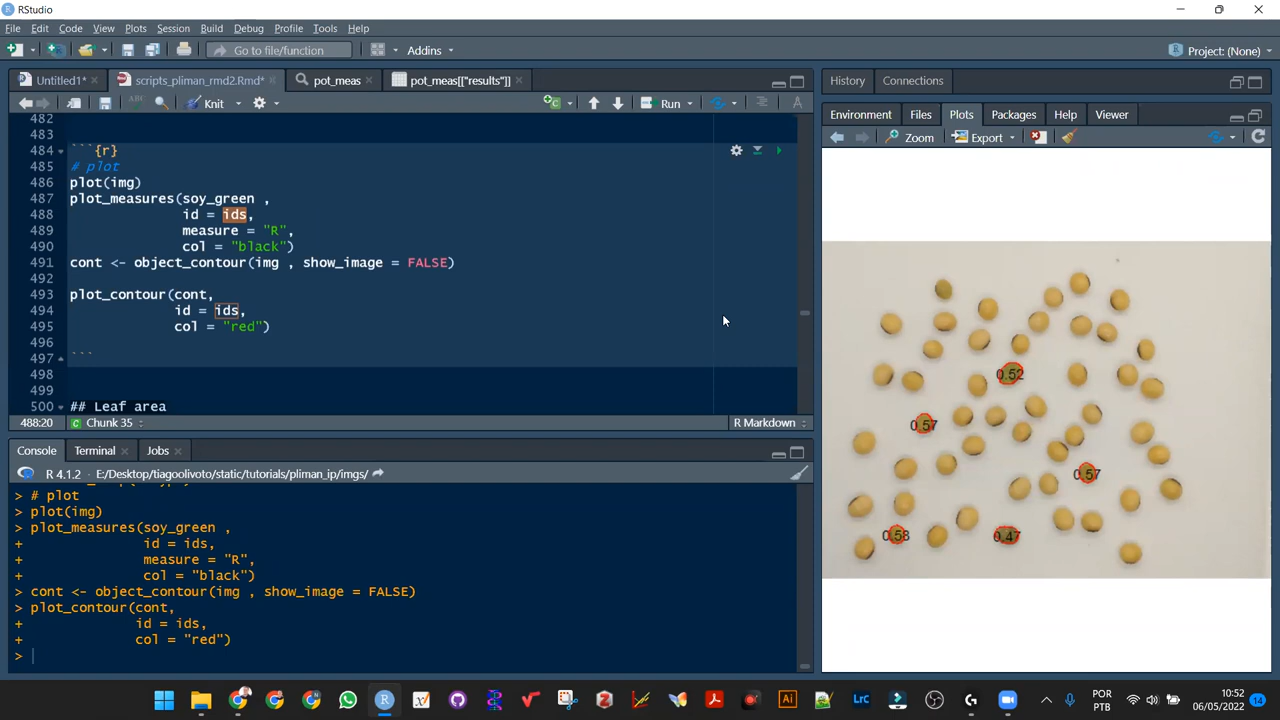 RStudio
File Edit Code View Plots Session Build Debug Profile Tools Help
Go to file/function Addins Project: (None)
Untitled1* scripts_pliman_rmd2.Rmd* pot_meas pot_meas[["results"]]
Knit Run
482
483
484 ```{r}
485 # plot
486 plot(img)
487 plot_measures(soy_green ,
488 id = ids,
489 measure = "R",
490 col = "black")
491 cont <- object_contour(img , show_image = FALSE)
492
493 plot_contour(cont,
494 id = ids,
495 col = "red")
496
497 ```
498
499
500 ## Leaf area
488:20 Chunk 35 R Markdown
Console Terminal Jobs
R 4.1.2 · E:/Desktop/tiagoolivoto/static/tutorials/pliman_ip/imgs/
> # plot
> plot(img)
> plot_measures(soy_green ,
+ id = ids,
+ measure = "R",
+ col = "black")
> cont <- object_contour(img , show_image = FALSE)
> plot_contour(cont,
+ id = ids,
+ col = "red")
>
History Connections
Environment Files Plots Packages Help Viewer
Zoom Export
0.52
0.57
0.57
0.58 0.47
LrC
POR
PTB
10:52
06/05/2022